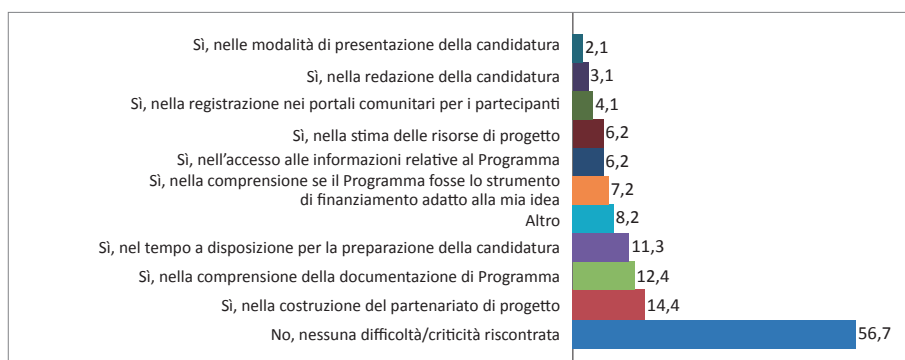 Sì, nelle modalità di presentazione della candidatura 2,1
Sì, nella redazione della candidatura 3,1
Sì, nella registrazione nei portali comunitari per i partecipanti 4,1
Sì, nella stima delle risorse di progetto 6,2
Sì, nell’accesso alle informazioni relative al Programma 6,2
Sì, nella comprensione se il Programma fosse lo strumento
di finanziamento adatto alla mia idea 7,2
Altro 8,2
Sì, nel tempo a disposizione per la preparazione della candidatura 11,3
Sì, nella comprensione della documentazione di Programma 12,4
Sì, nella costruzione del partenariato di progetto 14,4
No, nessuna difficoltà/criticità riscontrata 56,7